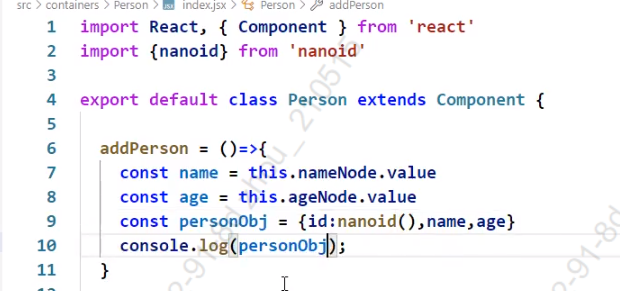 src > containers > Person > index.jsx > Person > addPerson
1 import React, { Component } from 'react'
2 import {nanoid} from 'nanoid'
3
4 export default class Person extends Component {
5
6 addPerson = ()=>{
7 const name = this.nameNode.value
8 const age = this.ageNode.value
9 const personObj = {id:nanoid(),name,age}
10 console.log(personObj);
11 }